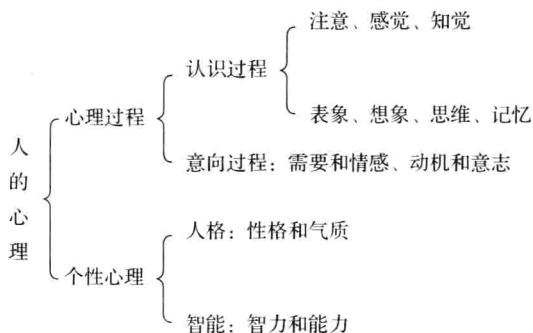 注意、感觉、知觉
认识过程
表象、想象、思维、记忆
心理过程
意向过程：需要和情感、动机和意志
人的心理
人格：性格和气质
个性心理
智能：智力和能力